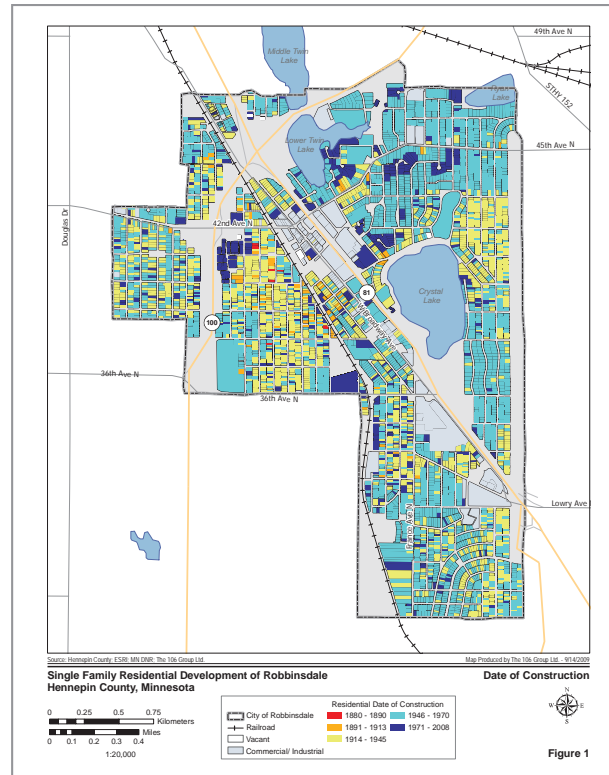 49th Ave N
Middle Twin
Lake
STHY 152
Lake
Lower Twin
Lake
45th Ave N
Douglas Dr
42nd Ave N
Crystal
Lake
81
W Broadway Ave
100
36th Ave N
36th Ave N
Lowry Ave
France Ave N
Source: Hennepin County: ESRI: MN DNR: The 106 Group Ltd.
Map Produced by The 106 Group Ltd. - 9/14/2009
Single Family Residential Development of Robbinsdale
Hennepin County, Minnesota
Date of Construction
0 0.25 0.5 0.75
Kilometers
Miles
0 0.1 0.2 0.3 0.4
1:20,000
City of Robbinsdale
Railroad
Vacant
Commercial/ Industrial
Residential Date of Construction
1880 - 1890
1891 - 1913
1914 - 1945
1946 - 1970
1971 - 2008
N
W E
S
Figure 1